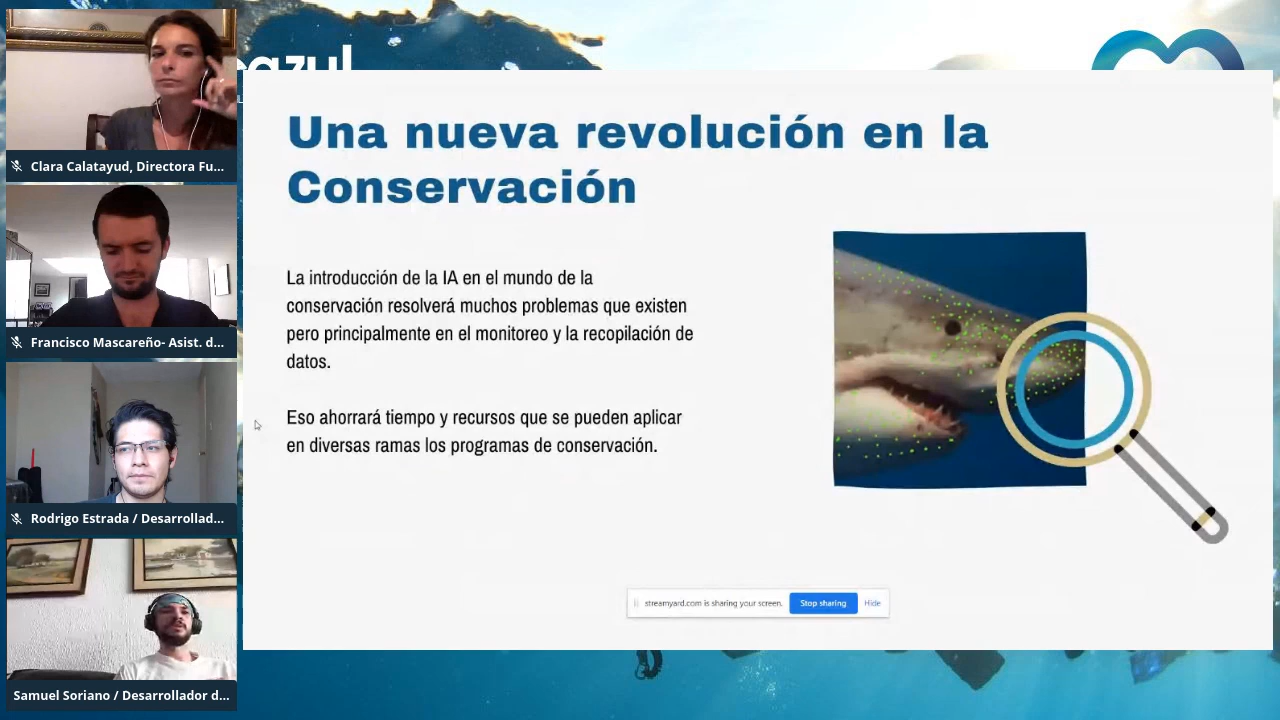 Clara Calatayud, Directora Fu...
Francisco Mascareño- Asist. d...
Rodrigo Estrada / Desarrollad...
Samuel Soriano / Desarrollador d...
Una nueva revolución en la
Conservación
La introducción de la IA en el mundo de la
conservación resolverá muchos problemas que existen
pero principalmente en el monitoreo y la recopilación de
datos.
Eso ahorrará tiempo y recursos que se pueden aplicar
en diversas ramas los programas de conservación.
streamyard.com is sharing your screen.
Stop sharing
Hide